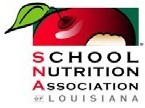 SCHOOL
NUTRITION
ASSOCIATION
OF LOUISIANA